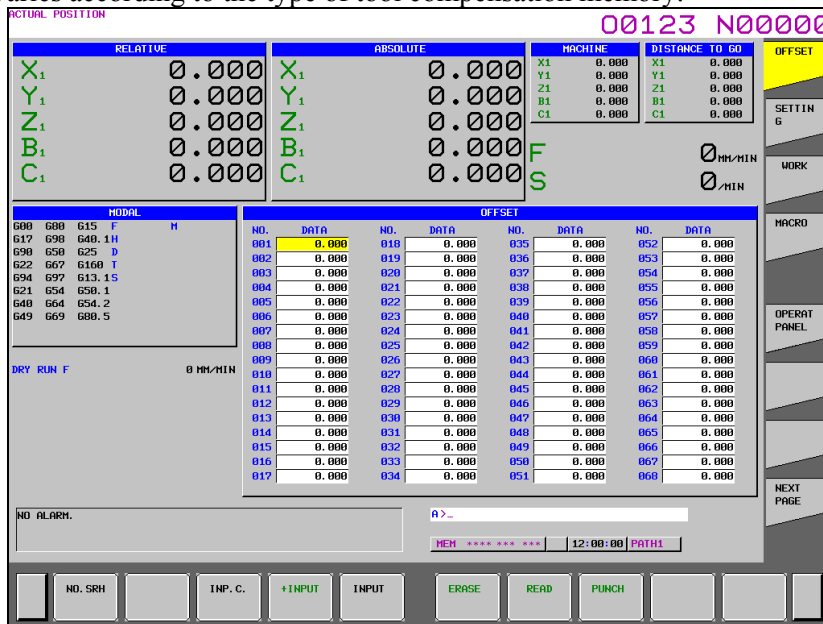 aries according to the type of tool compensation memory.
ACTUAL POSITION
O0123 N00000
RELATIVE
X1 0.000
Y1 0.000
Z1 0.000
B1 0.000
C1 0.000
ABSOLUTE
X1 0.000
Y1 0.000
Z1 0.000
B1 0.000
C1 0.000
MACHINE
X1 0.000
Y1 0.000
Z1 0.000
B1 0.000
C1 0.000
DISTANCE TO GO
X1 0.000
Y1 0.000
Z1 0.000
B1 0.000
C1 0.000
F 0 MM/MIN
S 0 /MIN
MODAL
G00 G80 G15 F M
G17 G98 G40.1 H
G90 G50 G25 D
G22 G67 G160 T
G94 G97 G13.1 S
G21 G54 G50.1
G40 G64 G54.2
G49 G69 G80.5
DRY RUN F 0 MM/MIN
OFFSET
NO. DATA NO. DATA NO. DATA NO. DATA
001 0.000 018 0.000 035 0.000 052 0.000
002 0.000 019 0.000 036 0.000 053 0.000
003 0.000 020 0.000 037 0.000 054 0.000
004 0.000 021 0.000 038 0.000 055 0.000
005 0.000 022 0.000 039 0.000 056 0.000
006 0.000 023 0.000 040 0.000 057 0.000
007 0.000 024 0.000 041 0.000 058 0.000
008 0.000 025 0.000 042 0.000 059 0.000
009 0.000 026 0.000 043 0.000 060 0.000
010 0.000 027 0.000 044 0.000 061 0.000
011 0.000 028 0.000 045 0.000 062 0.000
012 0.000 029 0.000 046 0.000 063 0.000
013 0.000 030 0.000 047 0.000 064 0.000
014 0.000 031 0.000 048 0.000 065 0.000
015 0.000 032 0.000 049 0.000 066 0.000
016 0.000 033 0.000 050 0.000 067 0.000
017 0.000 034 0.000 051 0.000 068 0.000
NO ALARM.
A>_
MEM **** *** *** 12:00:00 PATH1
OFFSET
SETTIN
G
WORK
MACRO
OPERAT
PANEL
NEXT
PAGE
NO.SRH INP.C. +INPUT INPUT ERASE READ PUNCH